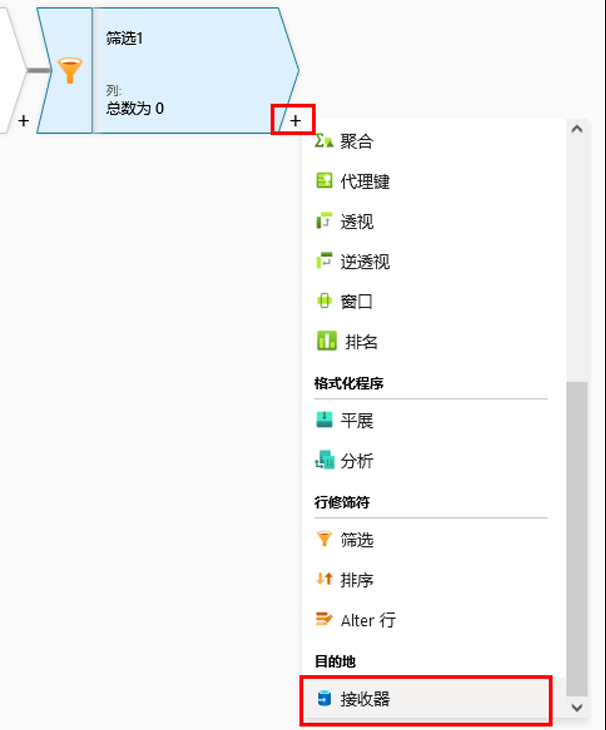 筛选1
列:
总数为 0
+
+
聚合
代理键
透视
逆透视
窗口
排名
格式化程序
平展
分析
行修饰符
筛选
排序
Alter 行
目的地
接收器